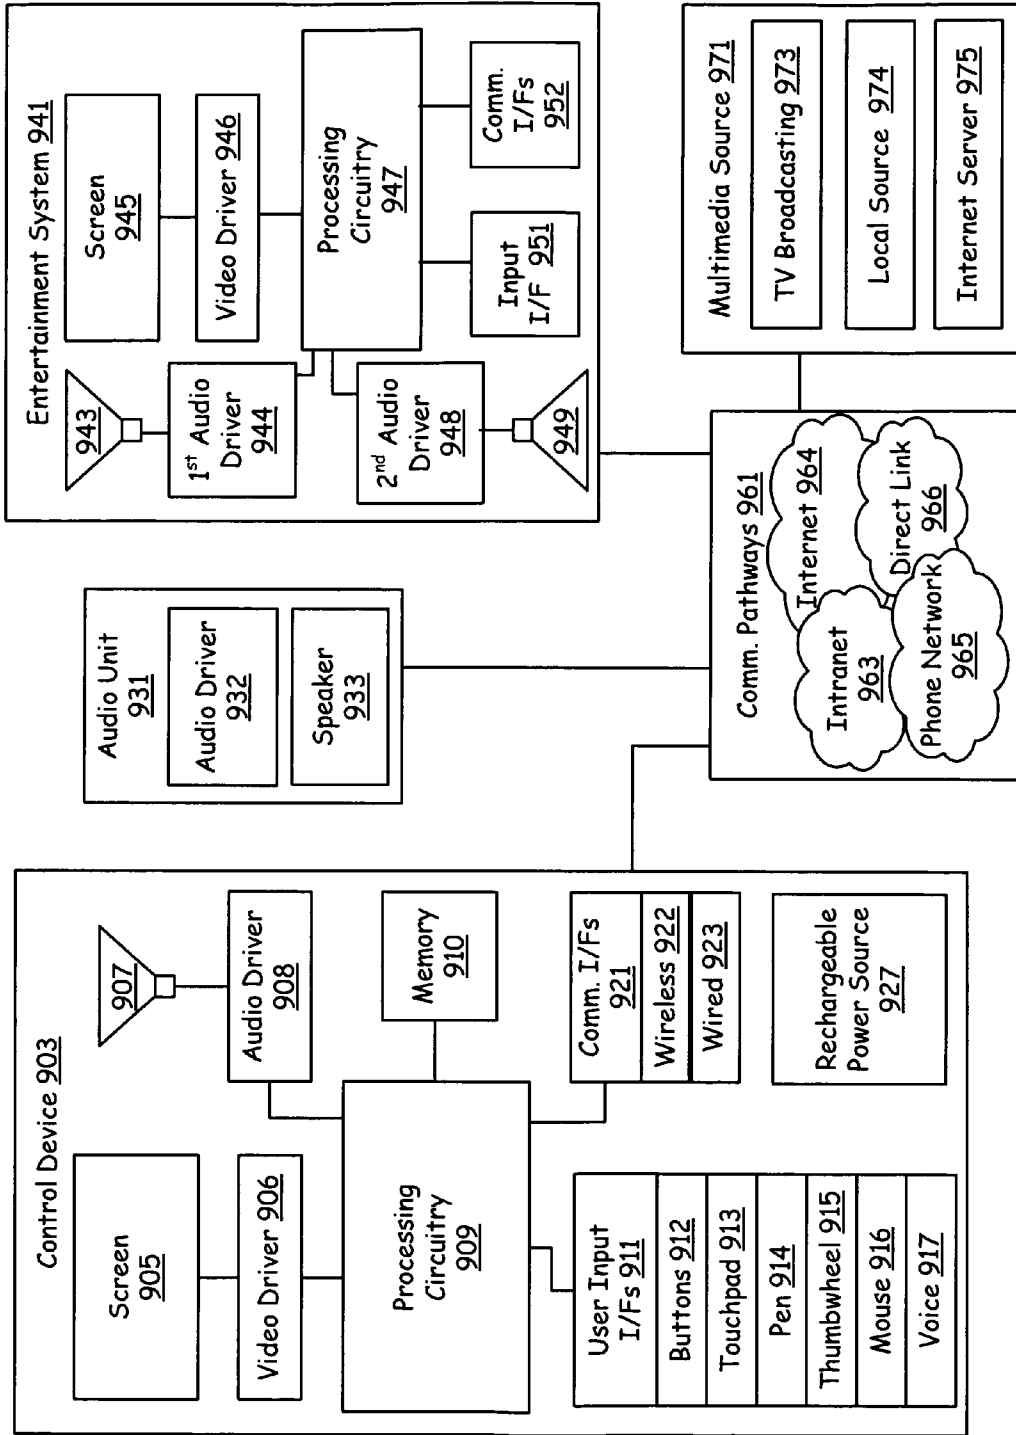 Control Device 903
Screen
905
Video Driver 906
907
Audio Driver
908
Processing
Circuitry
909
Memory
910
User Input
I/Fs 911
Buttons 912
Touchpad 913
Pen 914
Thumbwheel 915
Mouse 916
Voice 917
Comm. I/Fs
921
Wireless 922
Wired 923
Rechargeable
Power Source
927
Audio Unit
931
Audio Driver
932
Speaker
933
Entertainment System 941
943
1st Audio
Driver
944
Screen
945
Video Driver 946
Processing
Circuitry
947
2nd Audio
Driver
948
949
Input
I/F 951
Comm.
I/Fs
952
Comm. Pathways 961
Intranet
963
Internet 964
Phone Network
965
Direct Link
966
Multimedia Source 971
TV Broadcasting 973
Local Source 974
Internet Server 975